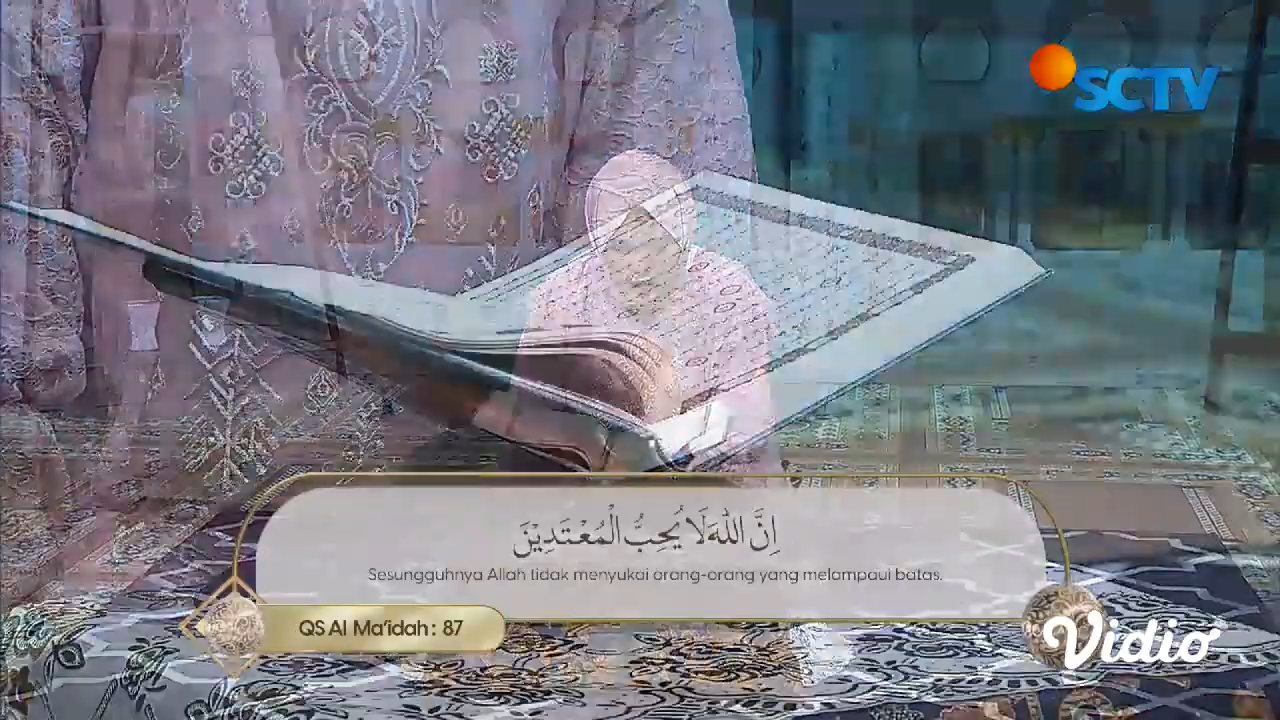 SCTV
اِنَّ اللّٰهَ لَا يُحِبُّ الْمُعْتَدِيْنَ
Sesungguhnya Allah tidak menyukai orang-orang yang melampaui batas.
QS Al Ma'idah : 87
Vidio